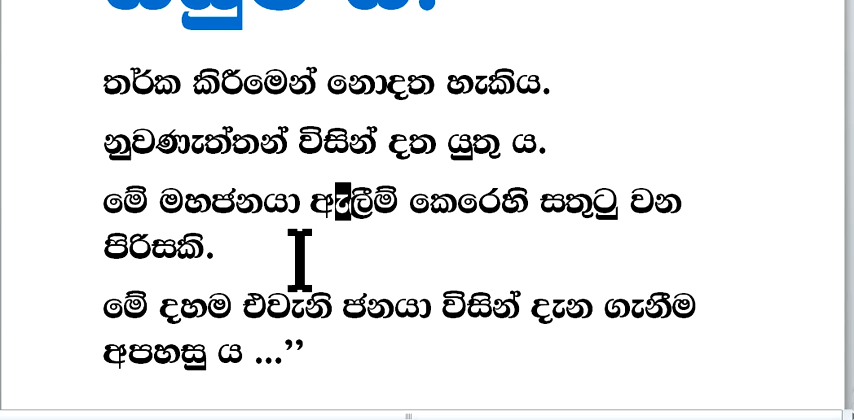 තර්ක කිරීමෙන් නොදත හැකිය.
නුවණැත්තන් විසින් දත යුතු ය.
මේ මහජනයා ඇලීම් කෙරෙහි සතුටු වන
පිරිසකි.
මේ දහම එවැනි ජනයා විසින් දැන ගැනීම
අපහසු ය ...’’